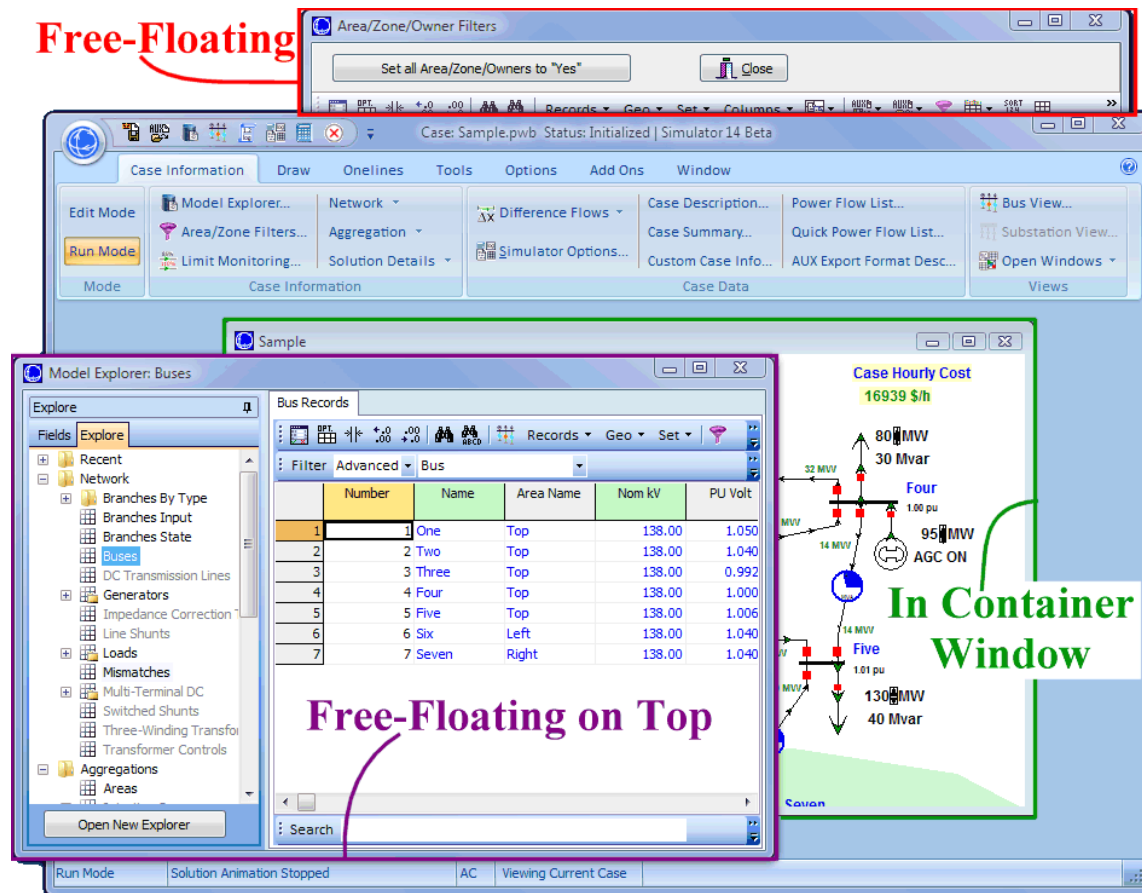 Free-Floating
Area/Zone/Owner Filters
Set all Area/Zone/Owners to "Yes"
Close
Records Geo Set Columns
Case: Sample.pwb Status: Initialized | Simulator 14 Beta
Case Information Draw Onelines Tools Options Add Ons Window
Edit Mode
Run Mode
Mode
Model Explorer...
Area/Zone Filters...
Limit Monitoring...
Network
Aggregation
Solution Details
Case Information
Difference Flows
Simulator Options...
Case Description...
Case Summary...
Custom Case Info...
Power Flow List...
Quick Power Flow List...
AUX Export Format Desc...
Case Data
Bus View...
Substation View...
Open Windows
Views
Sample
Model Explorer: Buses
Explore
Fields Explore
Recent
Network
Branches By Type
Branches Input
Branches State
Buses
DC Transmission Lines
Generators
Impedance Correction
Line Shunts
Loads
Mismatches
Multi-Terminal DC
Switched Shunts
Three-Winding Transfo
Transformer Controls
Aggregations
Areas
Open New Explorer
Bus Records
Records Geo Set
Filter Advanced Bus
Number Name Area Name Nom kV PU Volt
1 1 One Top 138.00 1.050
2 2 Two Top 138.00 1.040
3 3 Three Top 138.00 0.992
4 4 Four Top 138.00 1.000
5 5 Five Top 138.00 1.006
6 6 Six Left 138.00 1.040
7 7 Seven Right 138.00 1.040
Free-Floating on Top
Search
Case Hourly Cost
16939 $/h
80 MW
30 Mvar
32 MVV
Four
1.00 pu
MVV
95 MW
14 MVV
AGC ON
In Container
Window
14 MVV
Five
1.01 pu
MVV
130 MW
40 Mvar
Seven
Run Mode Solution Animation Stopped AC Viewing Current Case